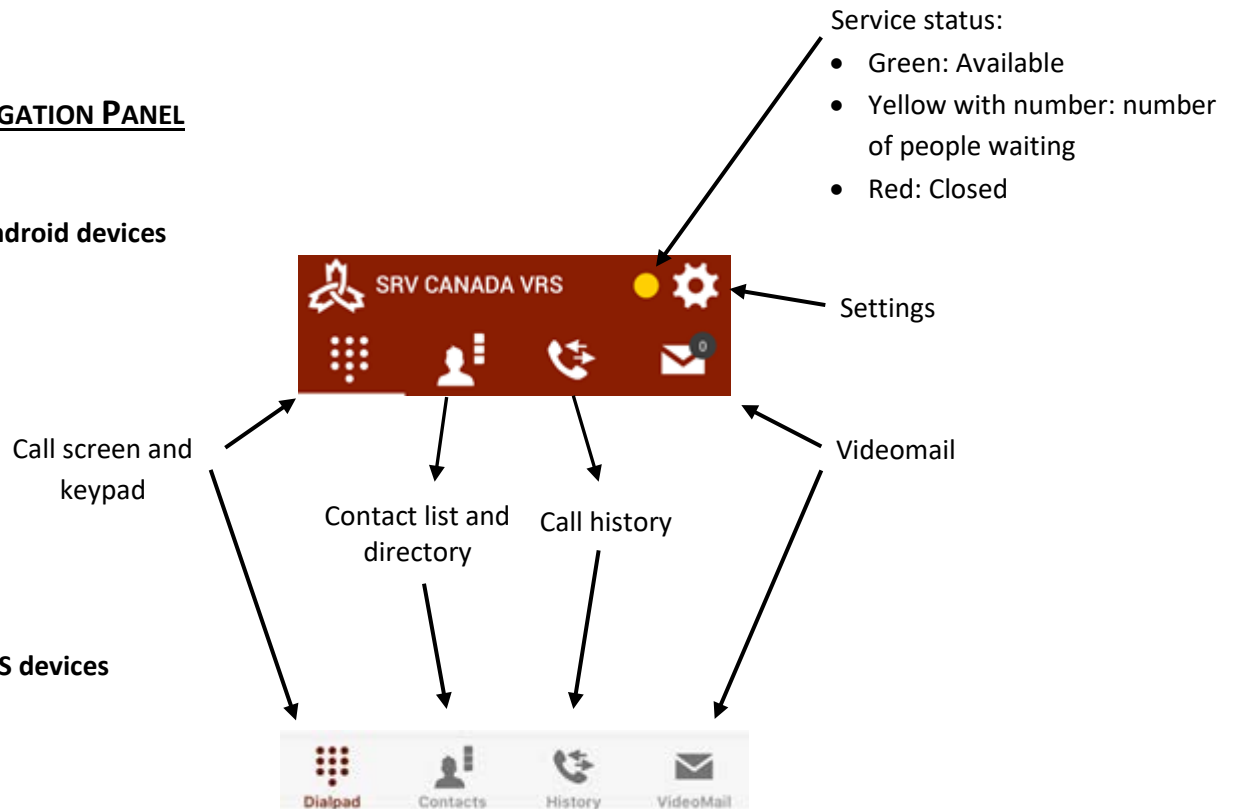 Service status:
• Green: Available
• Yellow with number: number
of people waiting
• Red: Closed
GATION PANEL
ndroid devices
SRV CANADA VRS
Settings
0
Call screen and
keypad
Videomail
Contact list and
directory
Call history
S devices
Dialpad
Contacts
History
VideoMail